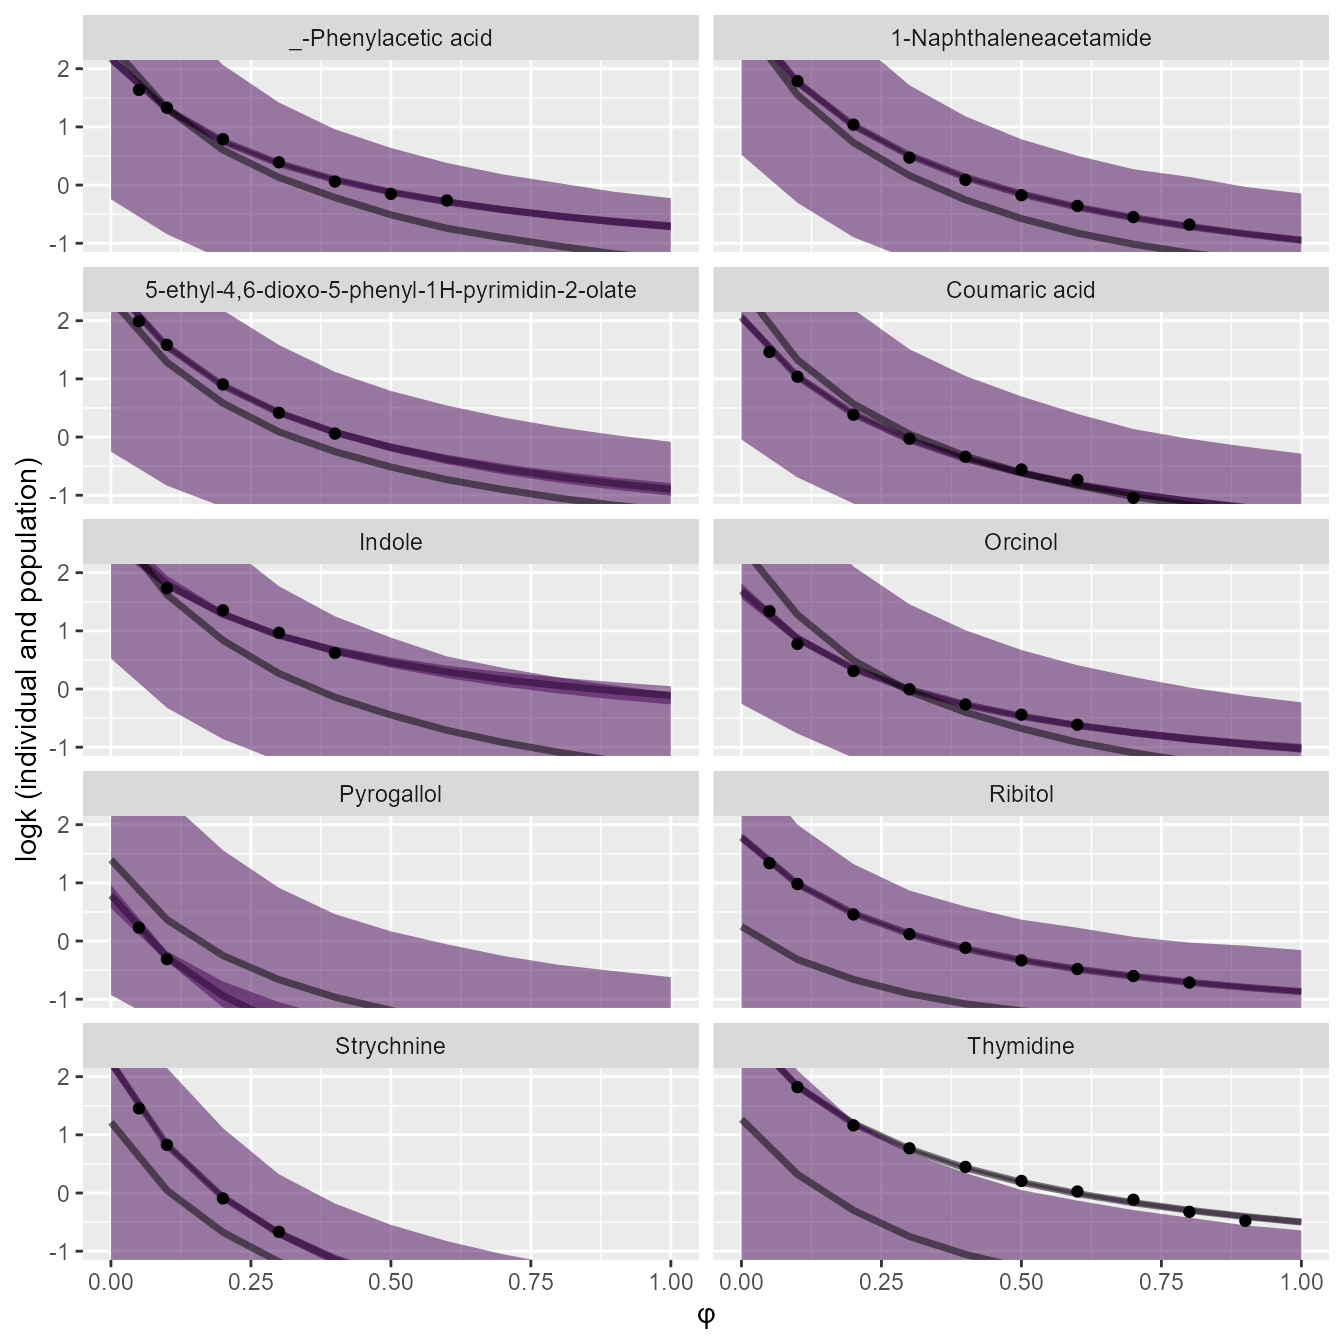 _-Phenylacetic acid
1-Naphthaleneacetamide
2
1
0
-1
5-ethyl-4,6-dioxo-5-phenyl-1H-pyrimidin-2-olate
Coumaric acid
2
1
0
-1
Indole
Orcinol
2
1
0
-1
Pyrogallol
Ribitol
2
1
0
-1
Strychnine
Thymidine
2
1
0
-1
0.00 0.25 0.50 0.75 1.00
0.00 0.25 0.50 0.75 1.00
φ
logk (individual and population)